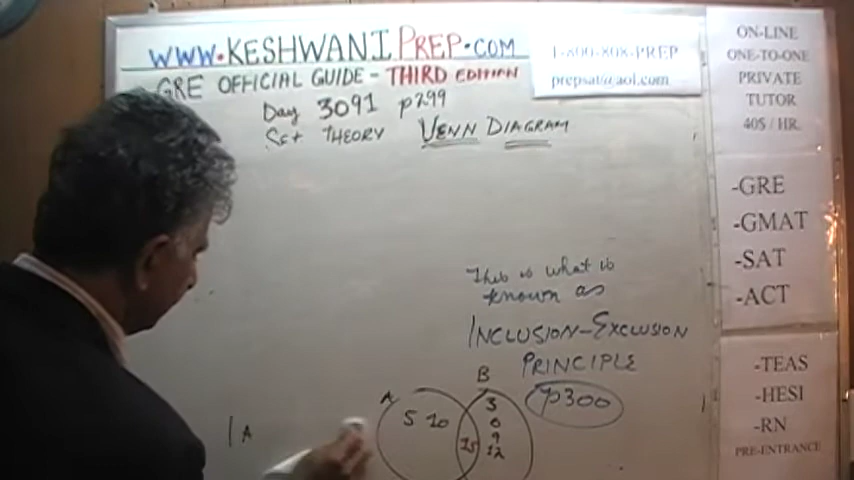 WWW.KESHWANIPREP.COM
1-800-808-PREP
prepsat@aol.com
GRE OFFICIAL GUIDE - THIRD EDITION
Day 3091 p299
Set THEORY VENN DIAGRAM
This is what is
known as
INCLUSION-EXCLUSION
PRINCIPLE
p300
A B
5 10
3
6
9
12
15
|A
ON-LINE
ONE-TO-ONE
PRIVATE
TUTOR
40$ / HR.
-GRE
-GMAT
-SAT
-ACT
-TEAS
-HESI
-RN
PRE-ENTRANCE